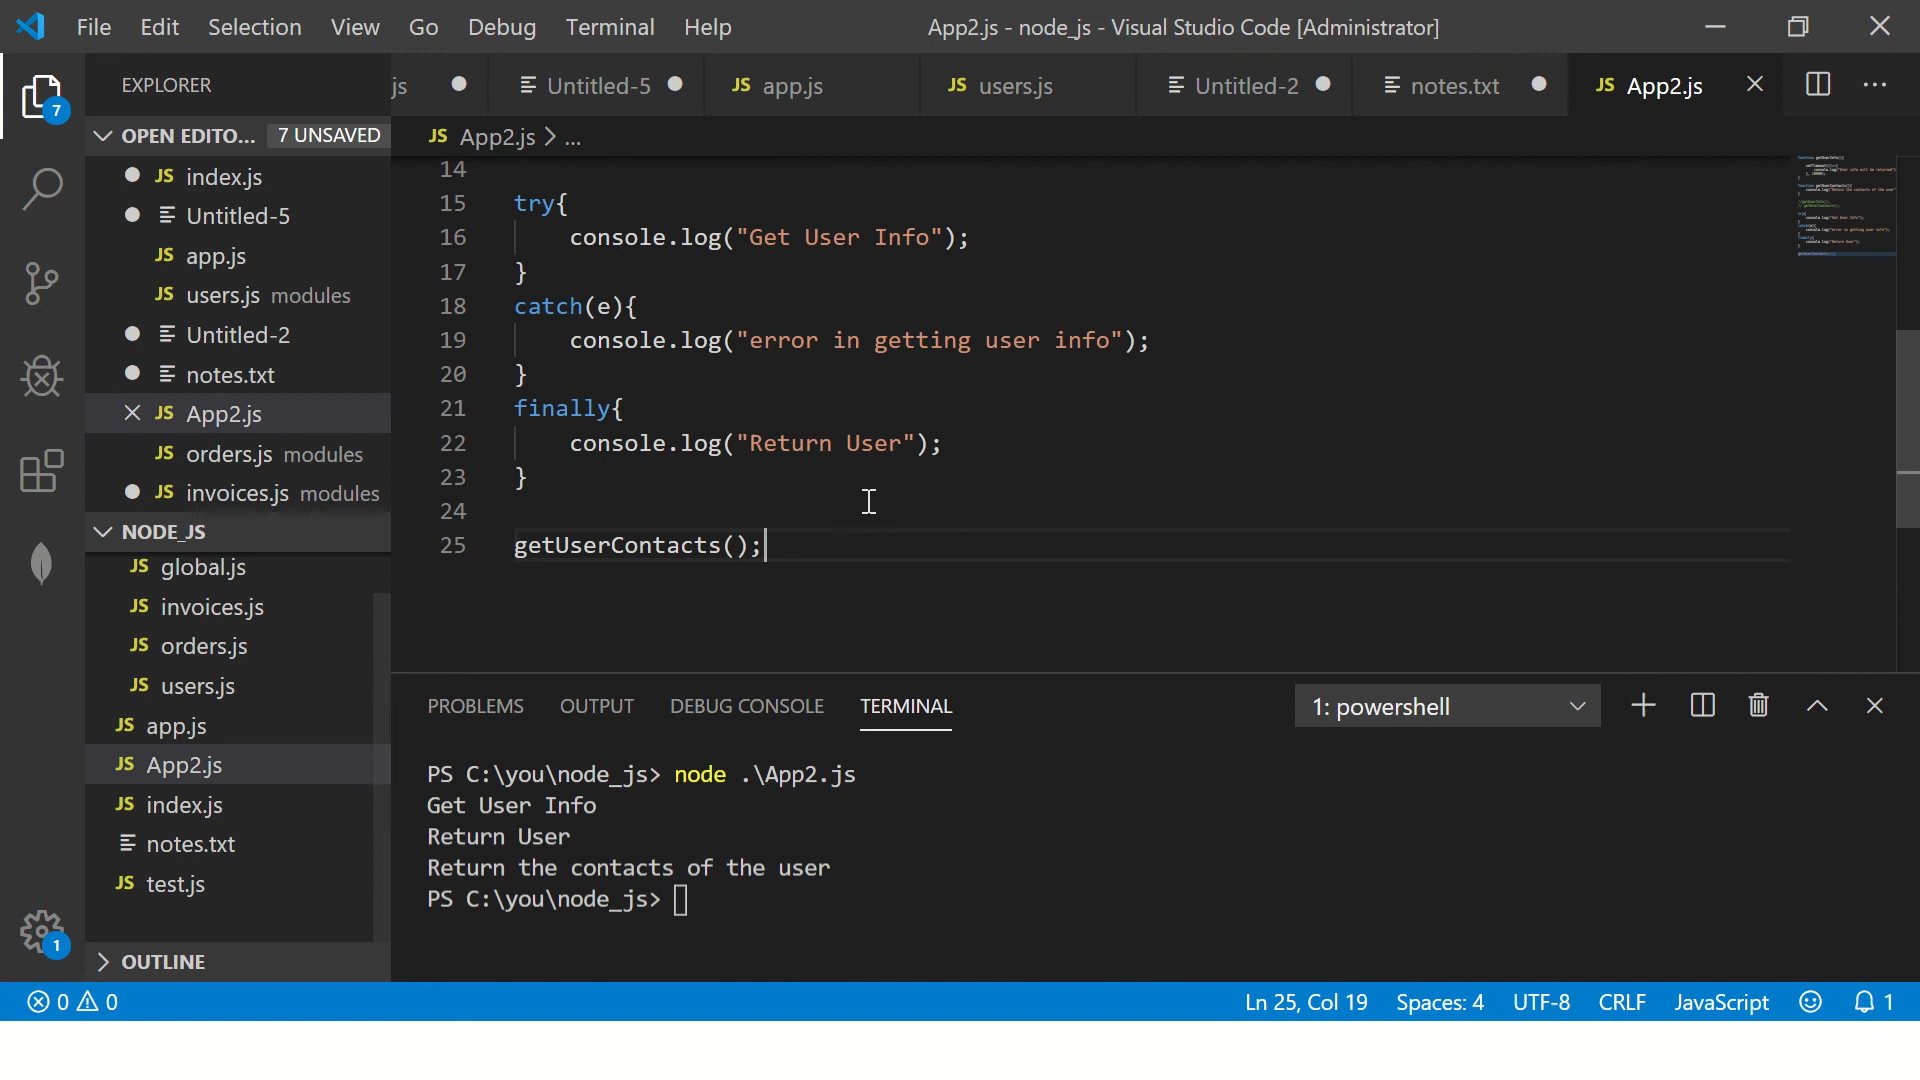 File Edit Selection View Go Debug Terminal Help
App2.js - node_js - Visual Studio Code [Administrator]
EXPLORER
js Untitled-5 JS app.js JS users.js Untitled-2 notes.txt JS App2.js
OPEN EDITO... 7 UNSAVED
JS index.js
Untitled-5
JS app.js
JS users.js modules
Untitled-2
notes.txt
JS App2.js
JS orders.js modules
JS invoices.js modules
NODE_JS
JS global.js
JS invoices.js
JS orders.js
JS users.js
JS app.js
JS App2.js
JS index.js
notes.txt
JS test.js
OUTLINE
7
1
JS App2.js > ...
14
15 try{
16 console.log("Get User Info");
17 }
18 catch(e){
19 console.log("error in getting user info");
20 }
21 finally{
22 console.log("Return User");
23 }
24
25 getUserContacts();
PROBLEMS OUTPUT DEBUG CONSOLE TERMINAL 1: powershell
PS C:\you\node_js> node .\App2.js
Get User Info
Return User
Return the contacts of the user
PS C:\you\node_js>
0 0 Ln 25, Col 19 Spaces: 4 UTF-8 CRLF JavaScript 1